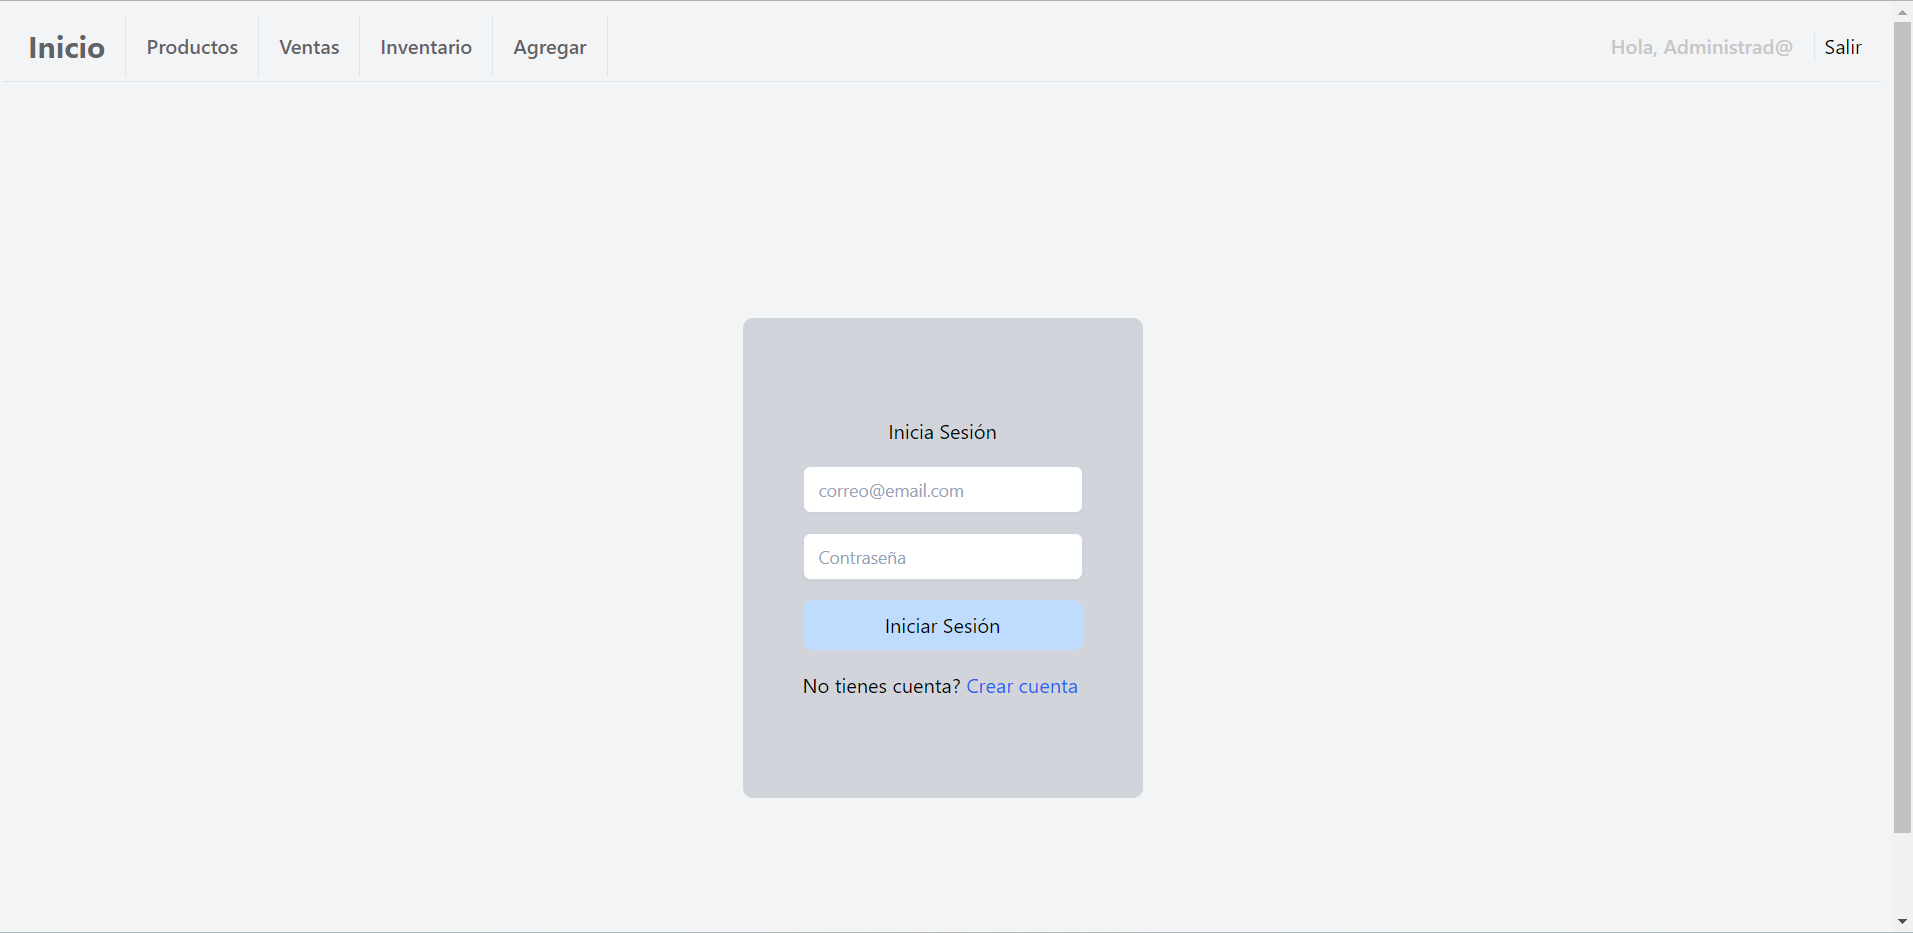 Inicio Productos Ventas Inventario Agregar Hola, Administrad@ Salir
Inicia Sesión
correo@email.com
Contraseña
Iniciar Sesión
No tienes cuenta? Crear cuenta